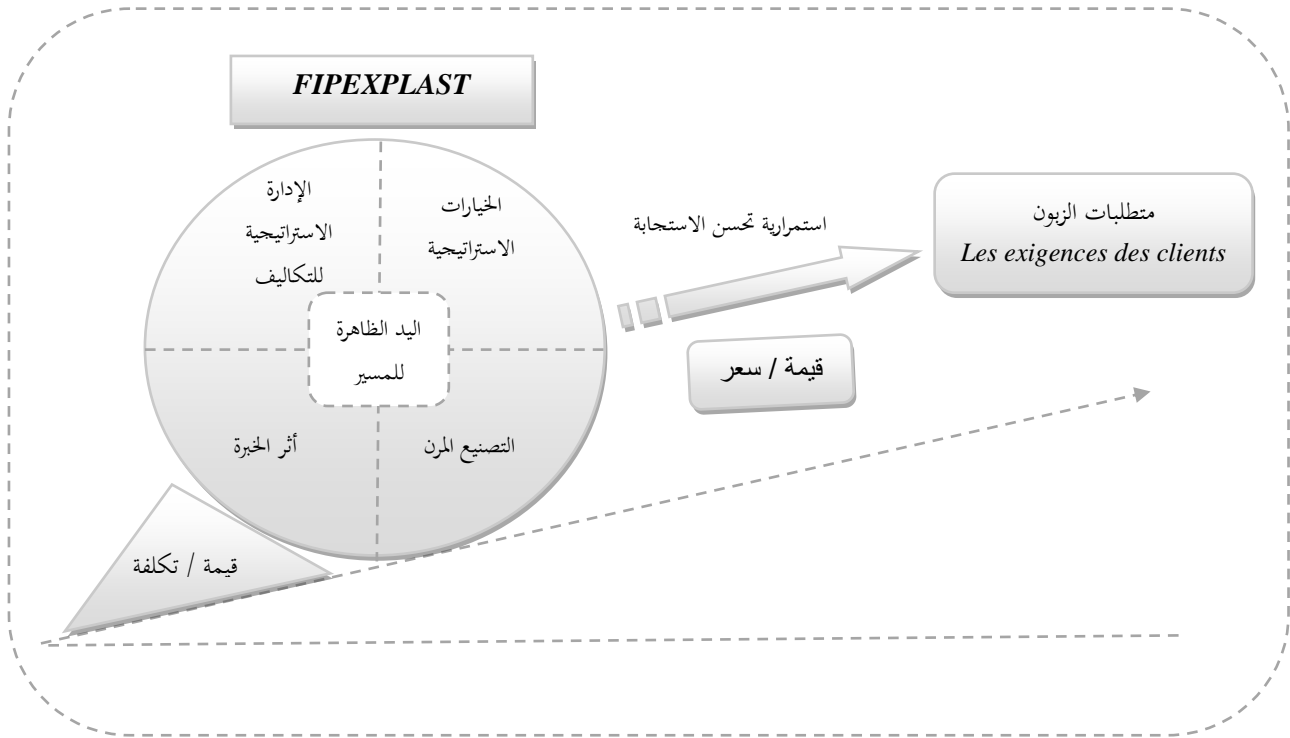 FIPEXPLAST
الخيارات
الاستراتيجية
الإدارة
الاستراتيجية
للتكاليف
اليد الظاهرة
للمسير
التصنيع المرن
أثر الخبرة
قيمة / تكلفة
استمرارية تحسن الاستجابة
قيمة / سعر
متطلبات الزبون
Les exigences des clients